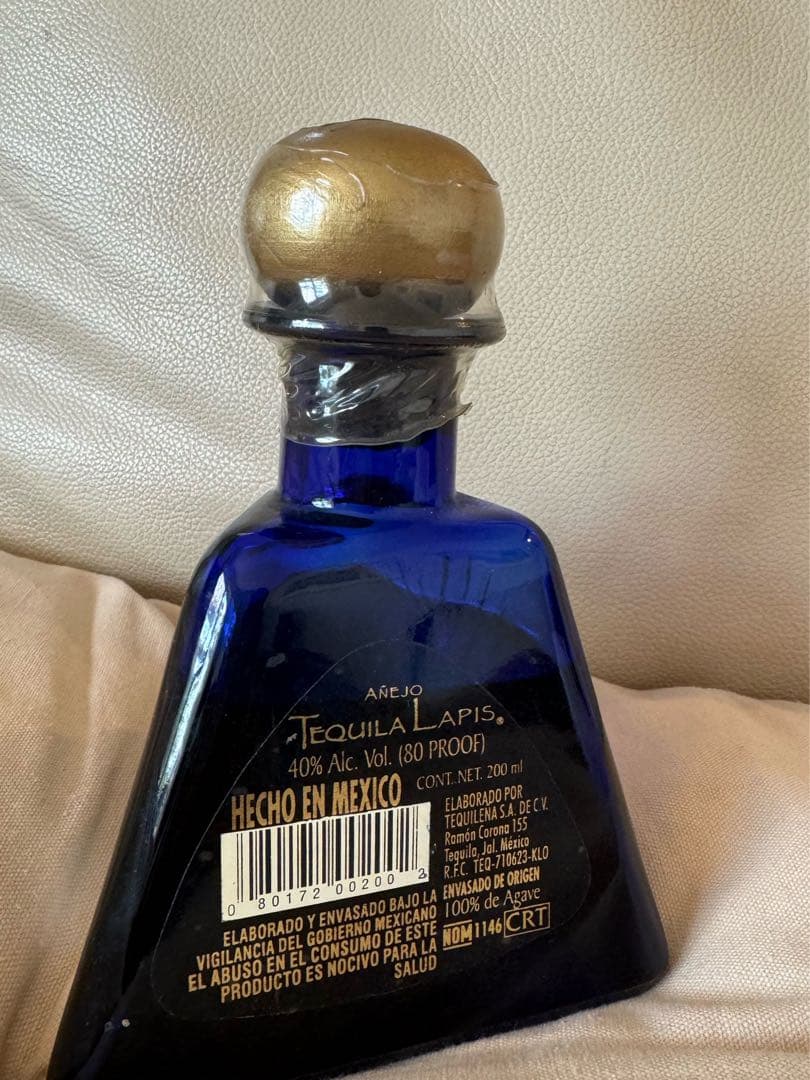 AÑEJO
TEQUILA LAPIS®
40% Alc. Vol. (80 PROOF)
CONT. NET. 200 ml
HECHO EN MEXICO
0 80172 00200 2
ELABORADO POR
TEQUILENA S.A. DE C.V.
Ramón Corona 155
Tequila, Jal. México
R.F.C. TEQ-710623-KLO
ENVASADO DE ORIGEN
100% de Agave
NOM 1146 CRT
ELABORADO Y ENVASADO BAJO LA
VIGILANCIA DEL GOBIERNO MEXICANO
EL ABUSO EN EL CONSUMO DE ESTE
PRODUCTO ES NOCIVO PARA LA
SALUD